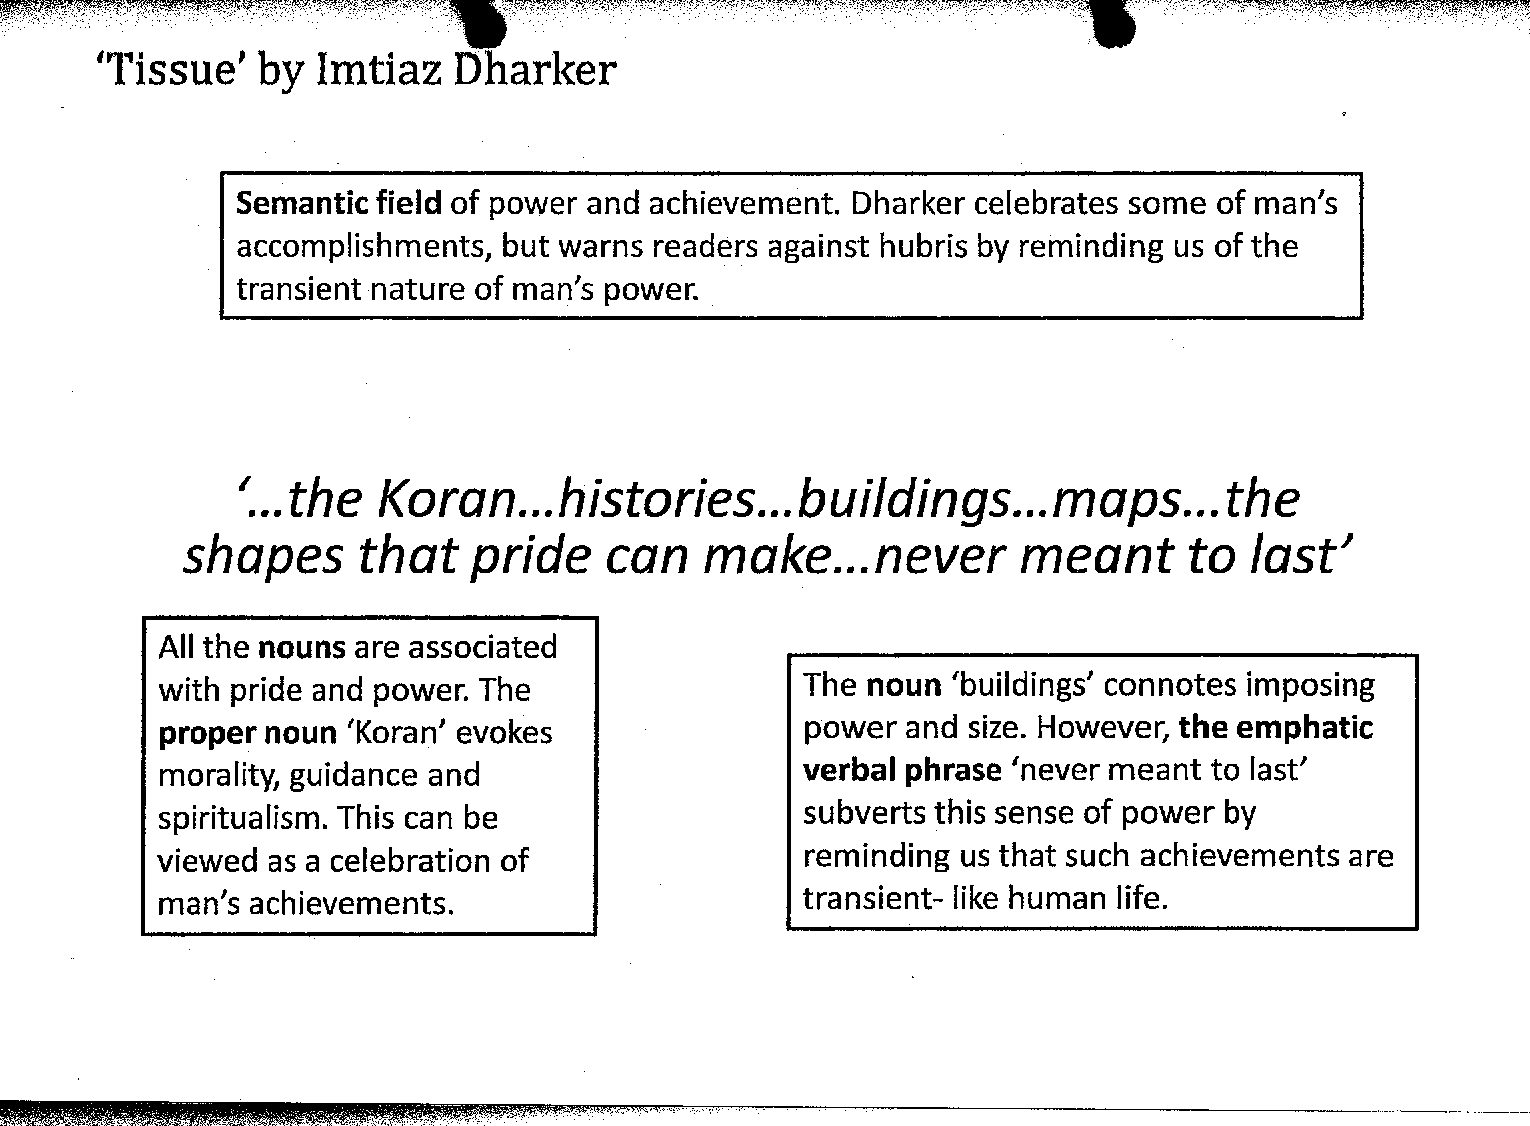 ‘Tissue’ by Imtiaz Dharker
Semantic field of power and achievement. Dharker celebrates some of man’s
accomplishments, but warns readers against hubris by reminding us of the
transient nature of man’s power.
‘...the Koran...histories...buildings...maps...the
shapes that pride can make...never meant to last’
All the nouns are associated
with pride and power. The
proper noun ‘Koran’ evokes
morality, guidance and
spiritualism. This can be
viewed as a celebration of
man’s achievements.
The noun ‘buildings’ connotes imposing
power and size. However, the emphatic
verbal phrase ‘never meant to last’
subverts this sense of power by
reminding us that such achievements are
transient- like human life.